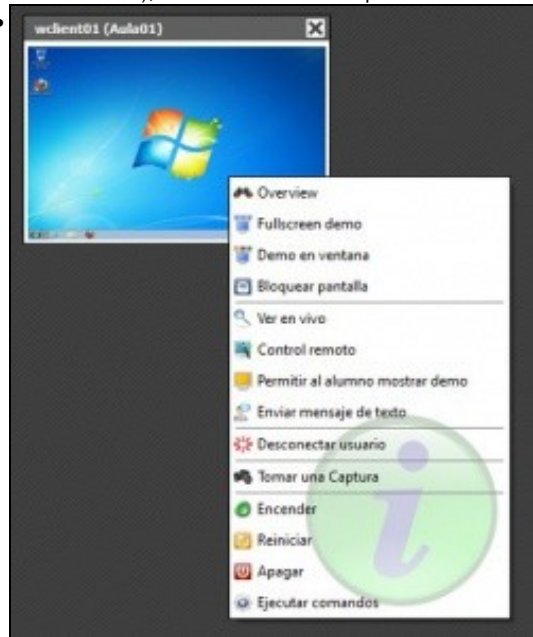 wclient01 (Aula01)
Overview
Fullscreen demo
Demo en ventana
Bloquear pantalla
Ver en vivo
Control remoto
Permitir al alumno mostrar demo
Enviar mensaje de texto
Desconectar usuario
Tomar una Captura
Encender
Reiniciar
Apagar
Ejecutar comandos